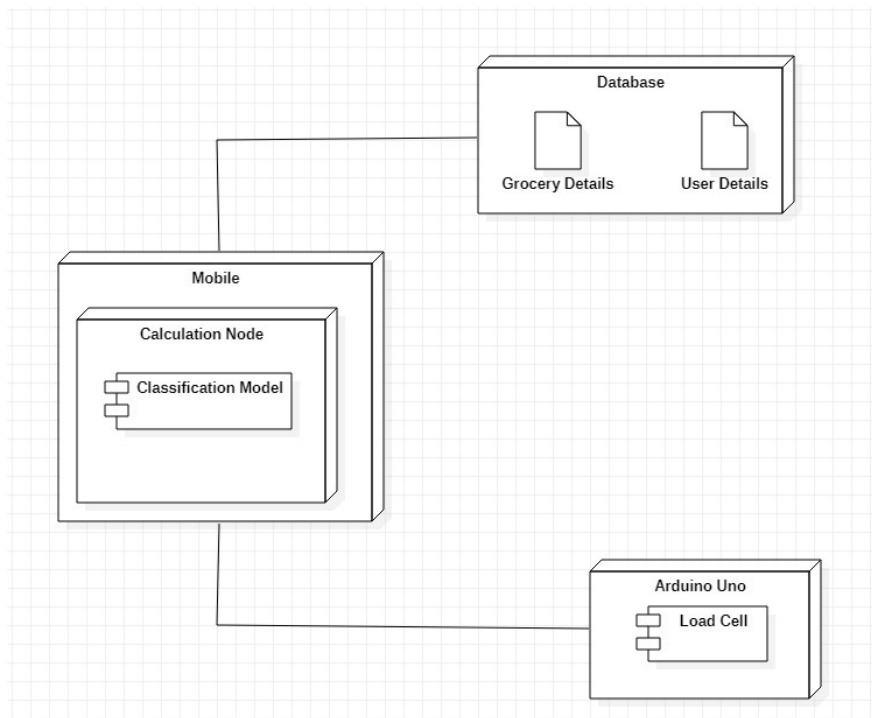 Database
Grocery Details
User Details
Mobile
Calculation Node
Classification Model
Arduino Uno
Load Cell